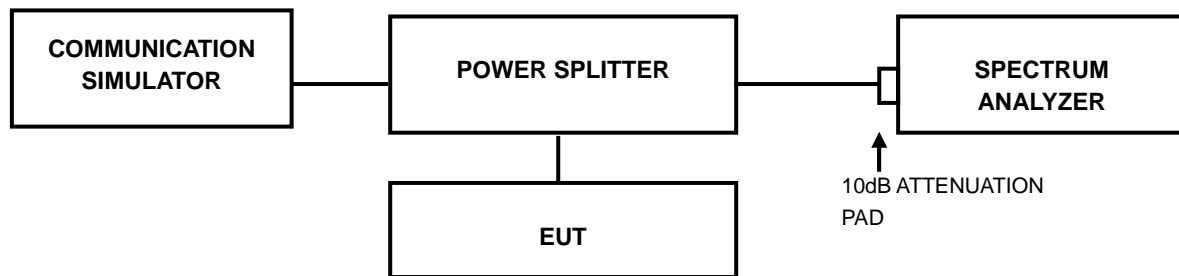 COMMUNICATION
SIMULATOR
POWER SPLITTER
SPECTRUM
ANALYZER
10dB ATTENUATION
PAD
EUT